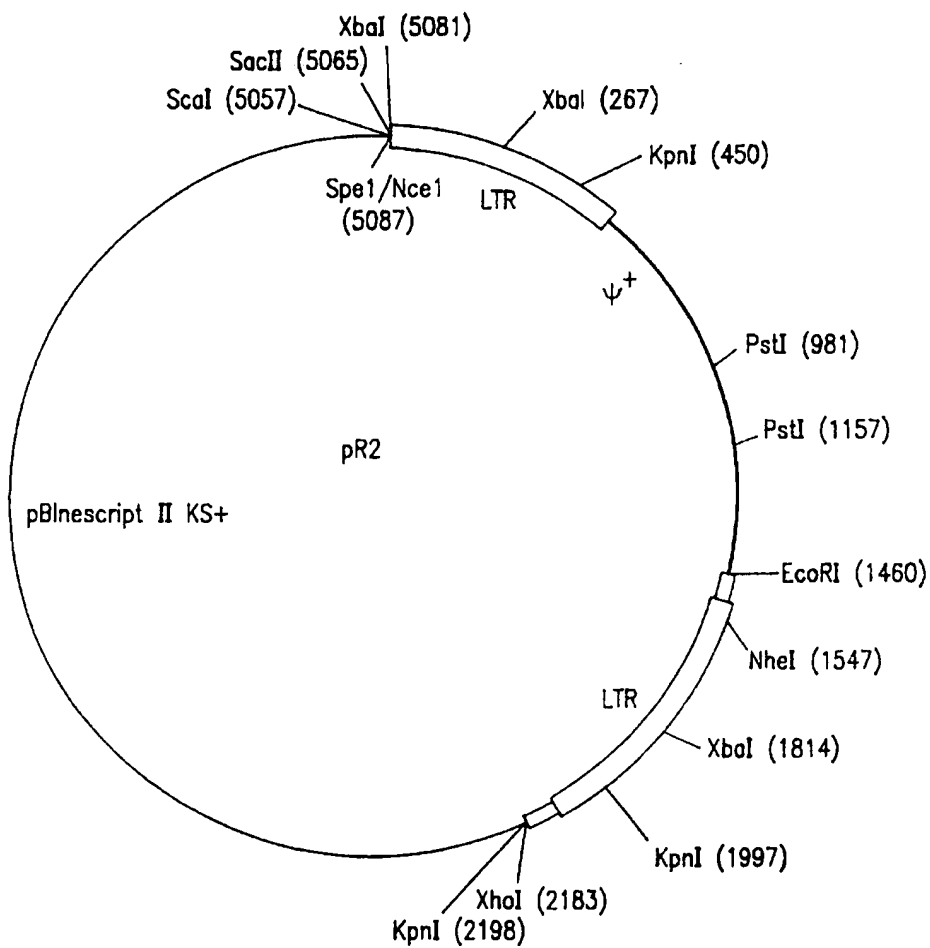 XbaI (5081)
SacII (5065)
ScaI (5057)
XbaI (267)
KpnI (450)
Spe1/Nce1
(5087)
LTR
ψ+
PstI (981)
PstI (1157)
pR2
pBlnescript II KS+
EcoRI (1460)
NheI (1547)
LTR
XbaI (1814)
KpnI (1997)
XhoI (2183)
KpnI (2198)